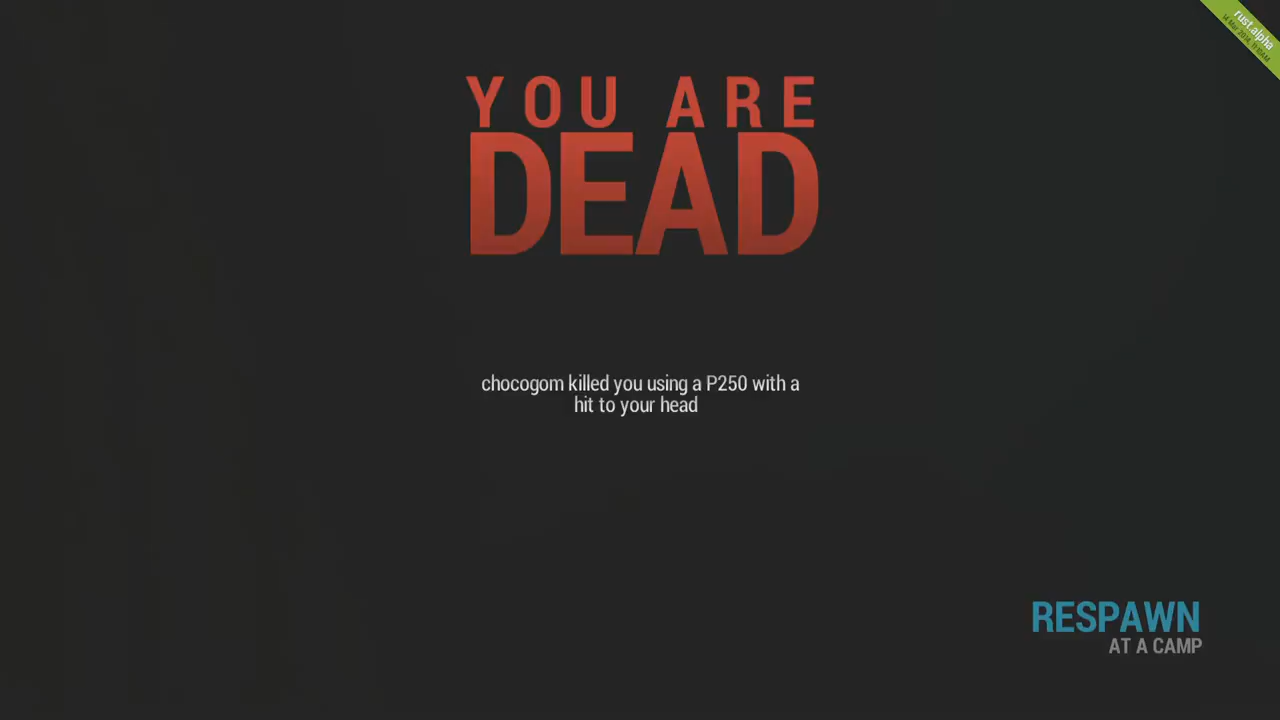 rust.alpha
YOU ARE
DEAD
chocogom killed you using a P250 with a
hit to your head
RESPAWN
AT A CAMP